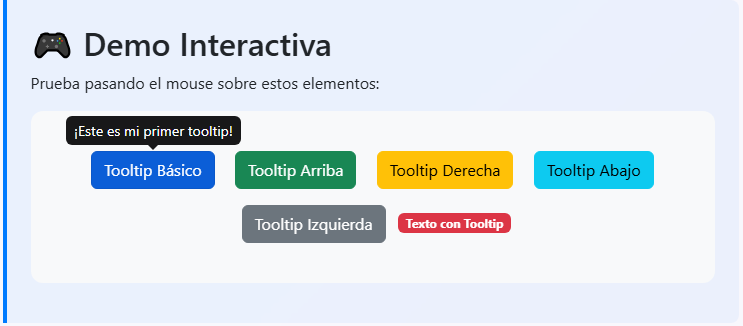 🎮 Demo Interactiva
Prueba pasando el mouse sobre estos elementos:
¡Este es mi primer tooltip!
Tooltip Básico Tooltip Arriba Tooltip Derecha Tooltip Abajo
Tooltip Izquierda Texto con Tooltip